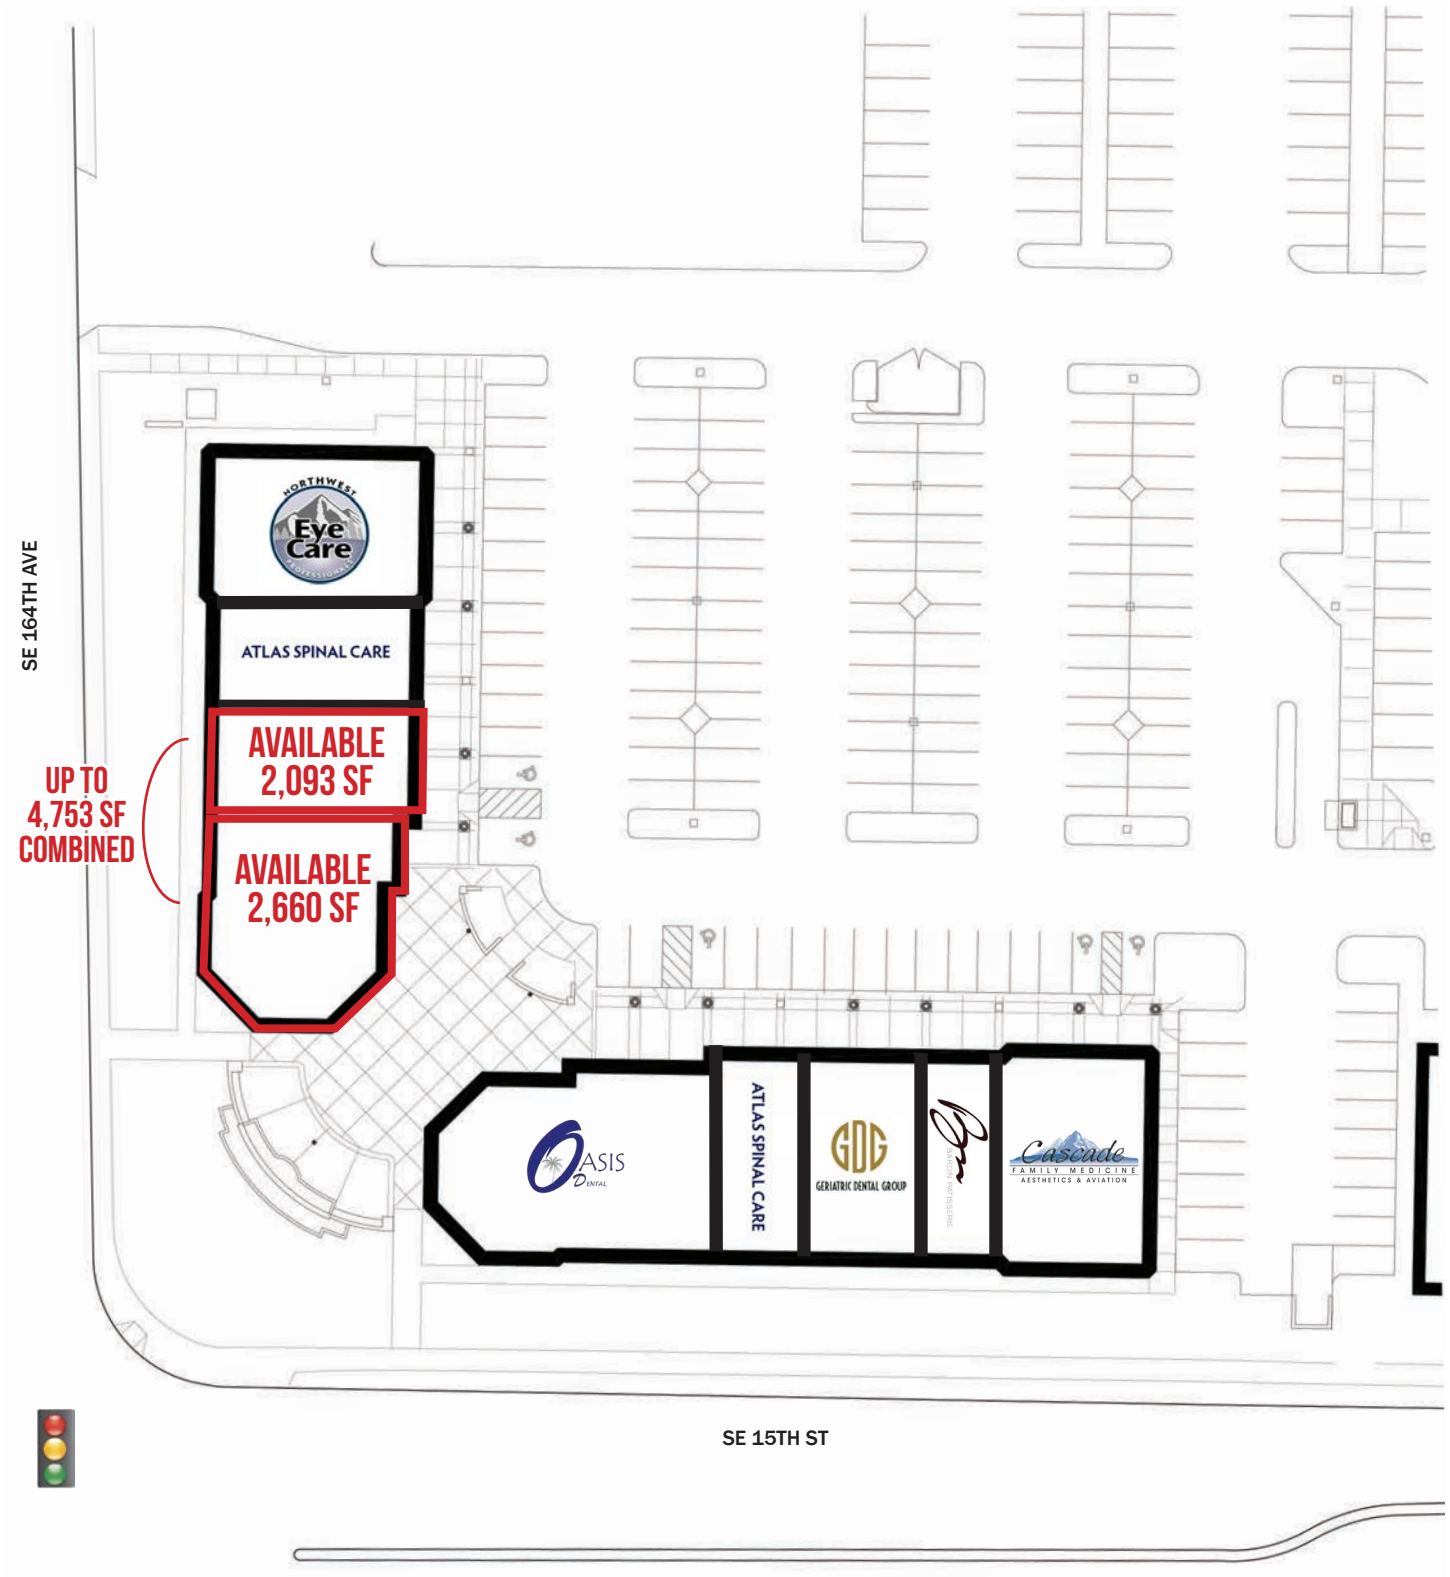 NORTHWEST
Eye
Care
PROFESSIONALS
ATLAS SPINAL CARE
SE 164TH AVE
AVAILABLE
2,093 SF
UP TO
4,753 SF
COMBINED
AVAILABLE
2,660 SF
OASIS
DENTAL
ATLAS SPINAL CARE
GDG
GERIATRIC DENTAL GROUP
BARON PATISSERIE
Cascade
FAMILY MEDICINE
AESTHETICS & AVIATION
SE 15TH ST